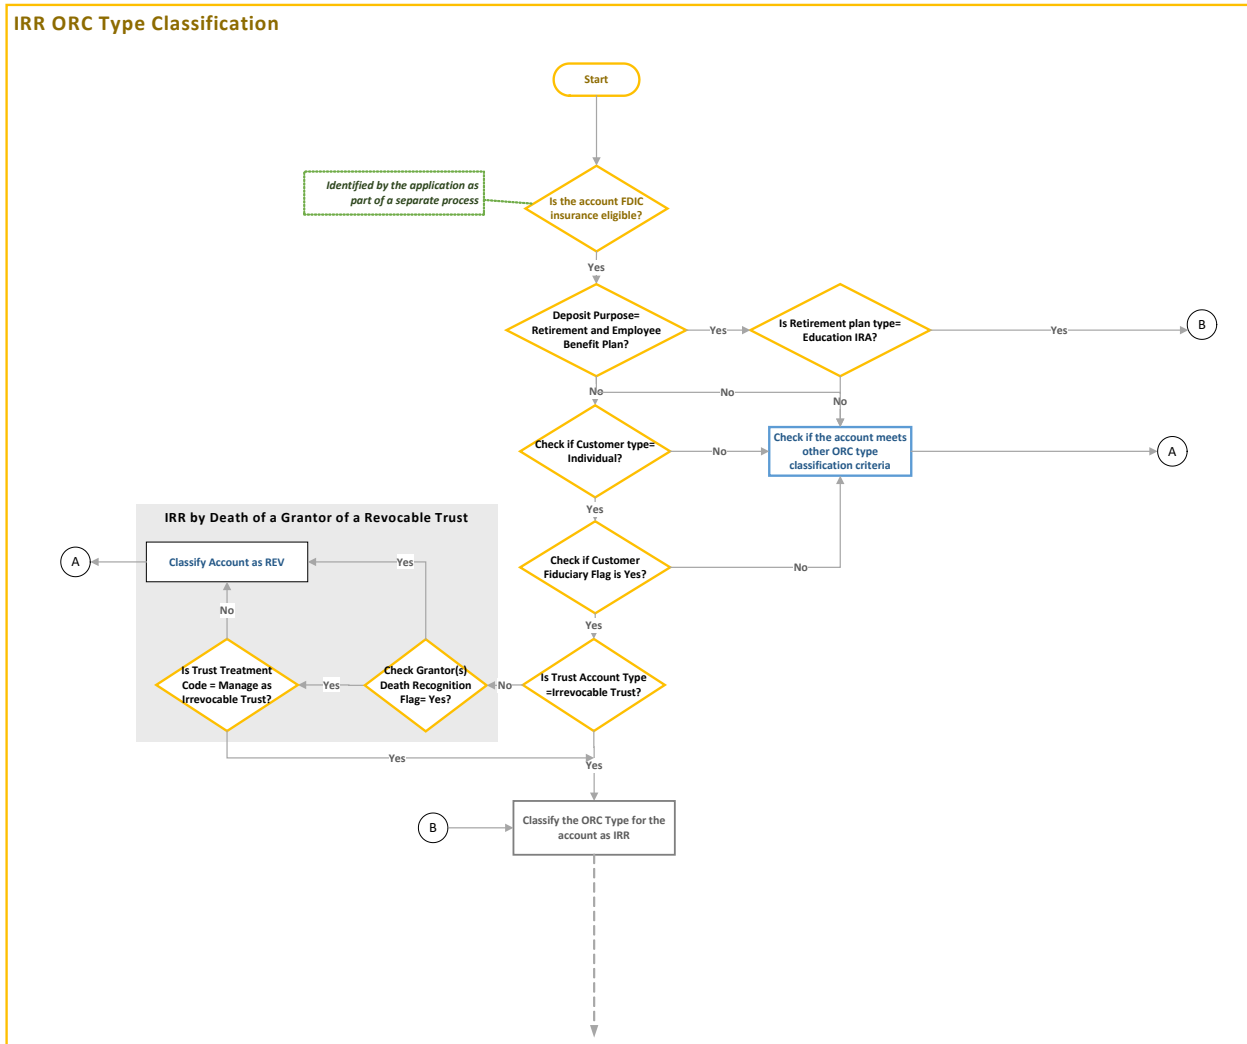 IRR ORC Type Classification
Start
Identified by the application as
part of a separate process
Is the account FDIC
insurance eligible?
Yes
Deposit Purpose=
Retirement and Employee
Benefit Plan?
Yes
Is Retirement plan type=
Education IRA?
Yes
B
No
No
No
Check if Customer type=
Individual?
No
Check if the account meets
other ORC type
classification criteria
A
Yes
IRR by Death of a Grantor of a Revocable Trust
A
Classify Account as REV
Yes
Check if Customer
Fiduciary Flag is Yes?
No
No
Yes
Is Trust Treatment
Code = Manage as
Irrevocable Trust?
Yes
Check Grantor(s)
Death Recognition
Flag= Yes?
No
Is Trust Account Type
=Irrevocable Trust?
Yes
Yes
B
Classify the ORC Type for the
account as IRR